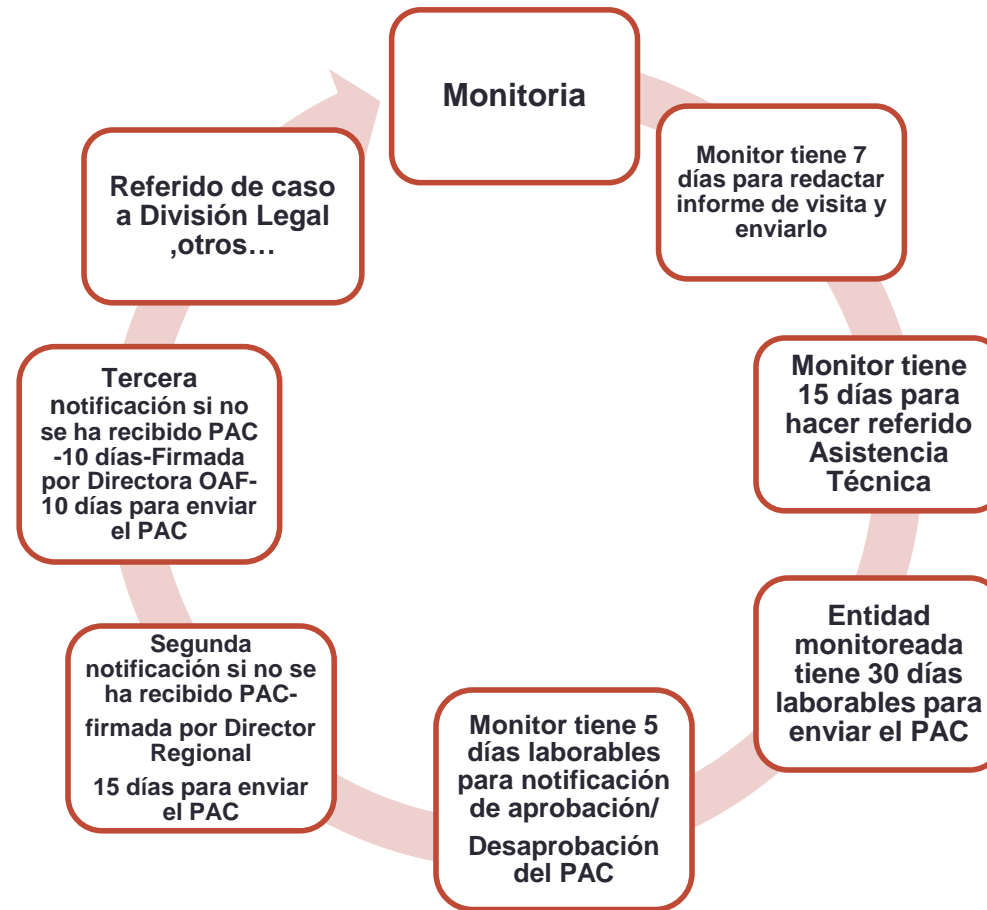 Monitoria
Monitor tiene 7
días para redactar
informe de visita y
enviarlo
Monitor tiene
15 días para
hacer referido
Asistencia
Técnica
Entidad
monitoreada
tiene 30 días
laborables para
enviar el PAC
Monitor tiene 5
días laborables
para notificación
de aprobación/
Desaprobación
del PAC
Segunda
notificación si no se
ha recibido PAC-
firmada por Director
Regional
15 días para enviar
el PAC
Tercera
notificación si no
se ha recibido PAC
-10 días-Firmada
por Directora OAF-
10 días para enviar
el PAC
Referido de caso
a División Legal
,otros…